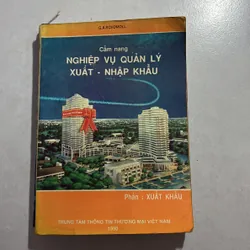 Cẩm nang
NGHIỆP VỤ QUẢN LÝ
XUẤT - NHẬP KHẨU
Phần : XUẤT KHẨU
TRUNG TÂM THÔNG TIN THƯƠNG MẠI VIỆT NAM